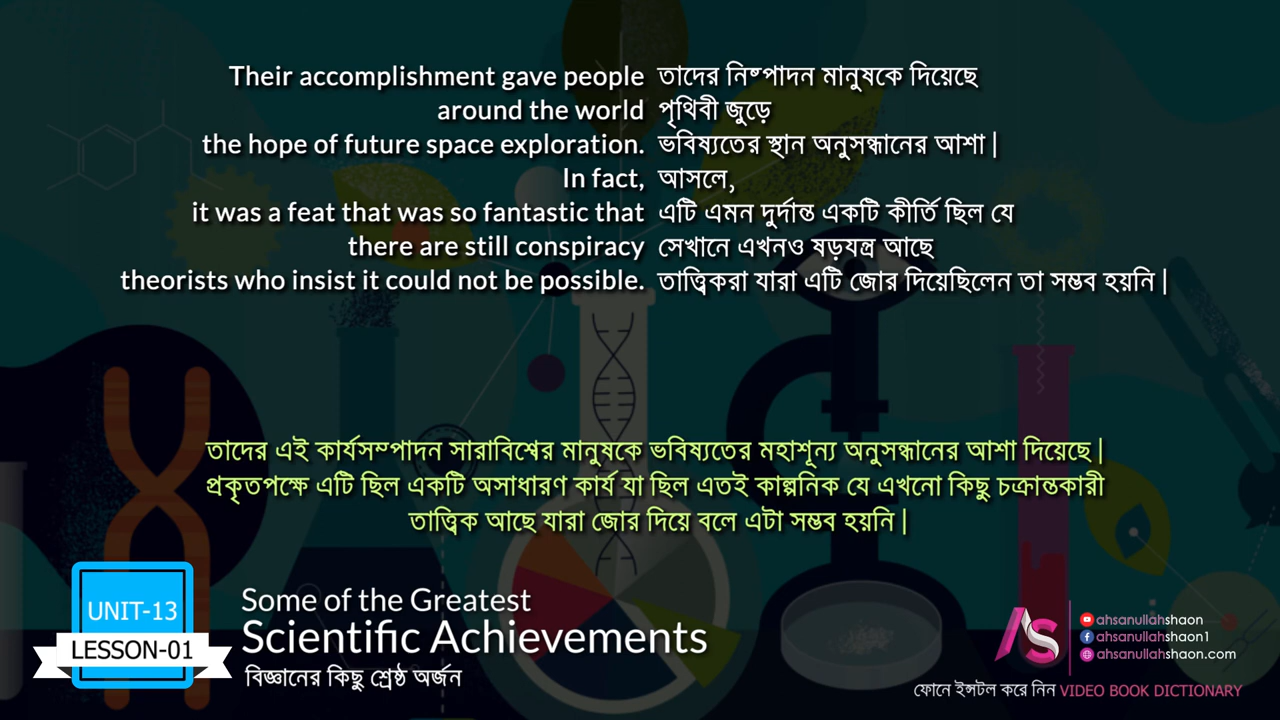 Their accomplishment gave people তাদের নিষ্পাদন মানুষকে দিয়েছে
around the world পৃথিবী জুড়ে
the hope of future space exploration. ভবিষ্যতের স্থান অনুসন্ধানের আশা|
In fact, আসলে,
it was a feat that was so fantastic that এটি এমন দুর্দান্ত একটি কীর্তি ছিল যে
there are still conspiracy সেখানে এখনও ষড়যন্ত্র আছে
theorists who insist it could not be possible. তাত্ত্বিকরা যারা এটি জোর দিয়েছিলেন তা সম্ভব হয়নি|
তাদের এই কার্যসম্পাদন সারাবিশ্বের মানুষকে ভবিষ্যতের মহাশূন্য অনুসন্ধানের আশা দিয়েছে|
প্রকৃতপক্ষে এটি ছিল একটি অসাধারণ কার্য যা ছিল এতই কাল্পনিক যে এখনো কিছু চক্রান্তকারী
তাত্ত্বিক আছে যারা জোর দিয়ে বলে এটা সম্ভব হয়নি|
UNIT-13
LESSON-01
Some of the Greatest
Scientific Achievements
বিজ্ঞানের কিছু শ্রেষ্ঠ অর্জন
AS
ahsanullahshaon
ahsanullahshaon1
ahsanullahshaon.com
ফোনে ইন্সটল করে নিন VIDEO BOOK DICTIONARY